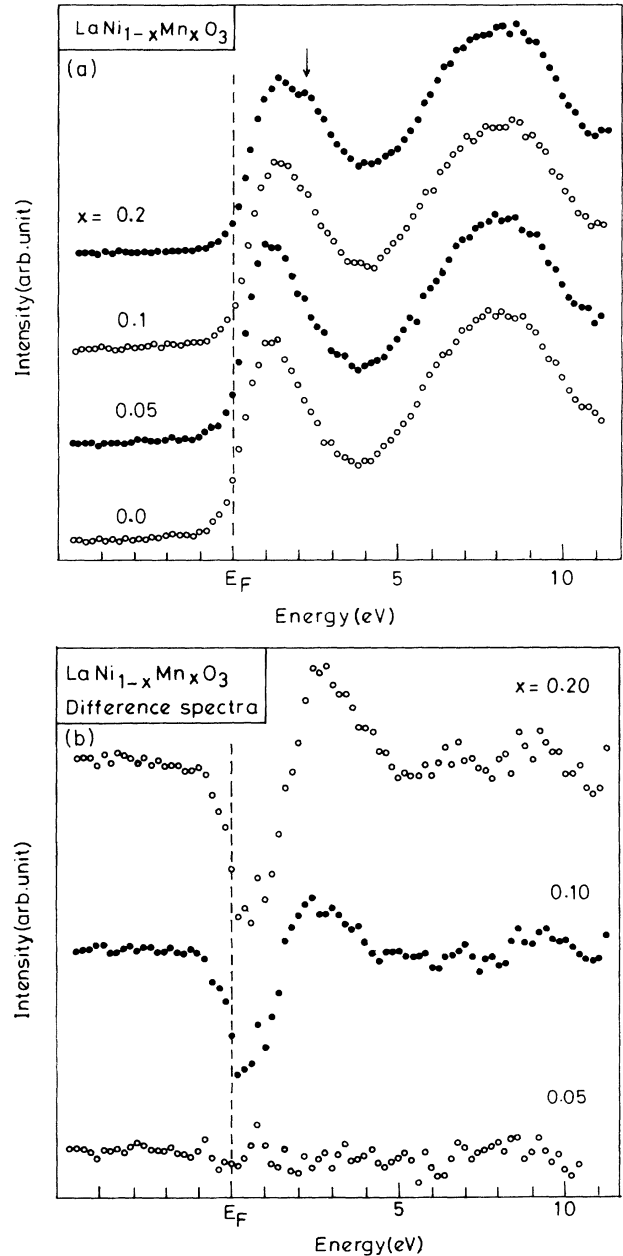 LaNi1-xMnxO3
(a)
x= 0.2
0.1
0.05
0.0
Intensity(arb.unit)
EF
5
10
Energy(eV)
LaNi1-xMnxO3
Difference spectra
(b)
x= 0.20
0.10
0.05
Intensity(arb.unit)
EF
5
10
Energy(eV)